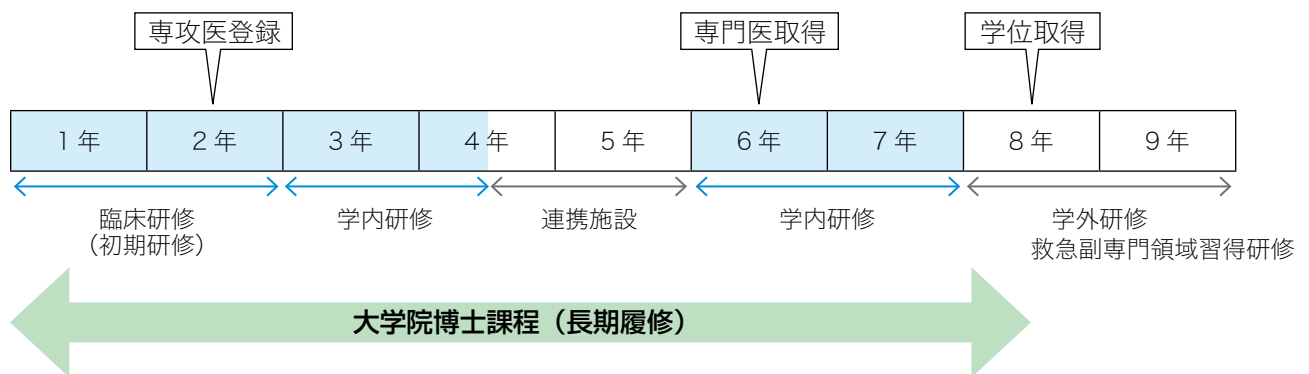 専攻医登録
専門医取得
学位取得
1 年
2 年
3 年
4 年
5 年
6 年
7 年
8 年
9 年
臨床研修
（初期研修）
学内研修
連携施設
学内研修
学外研修
救急副専門領域習得研修
大学院博士課程（長期履修）